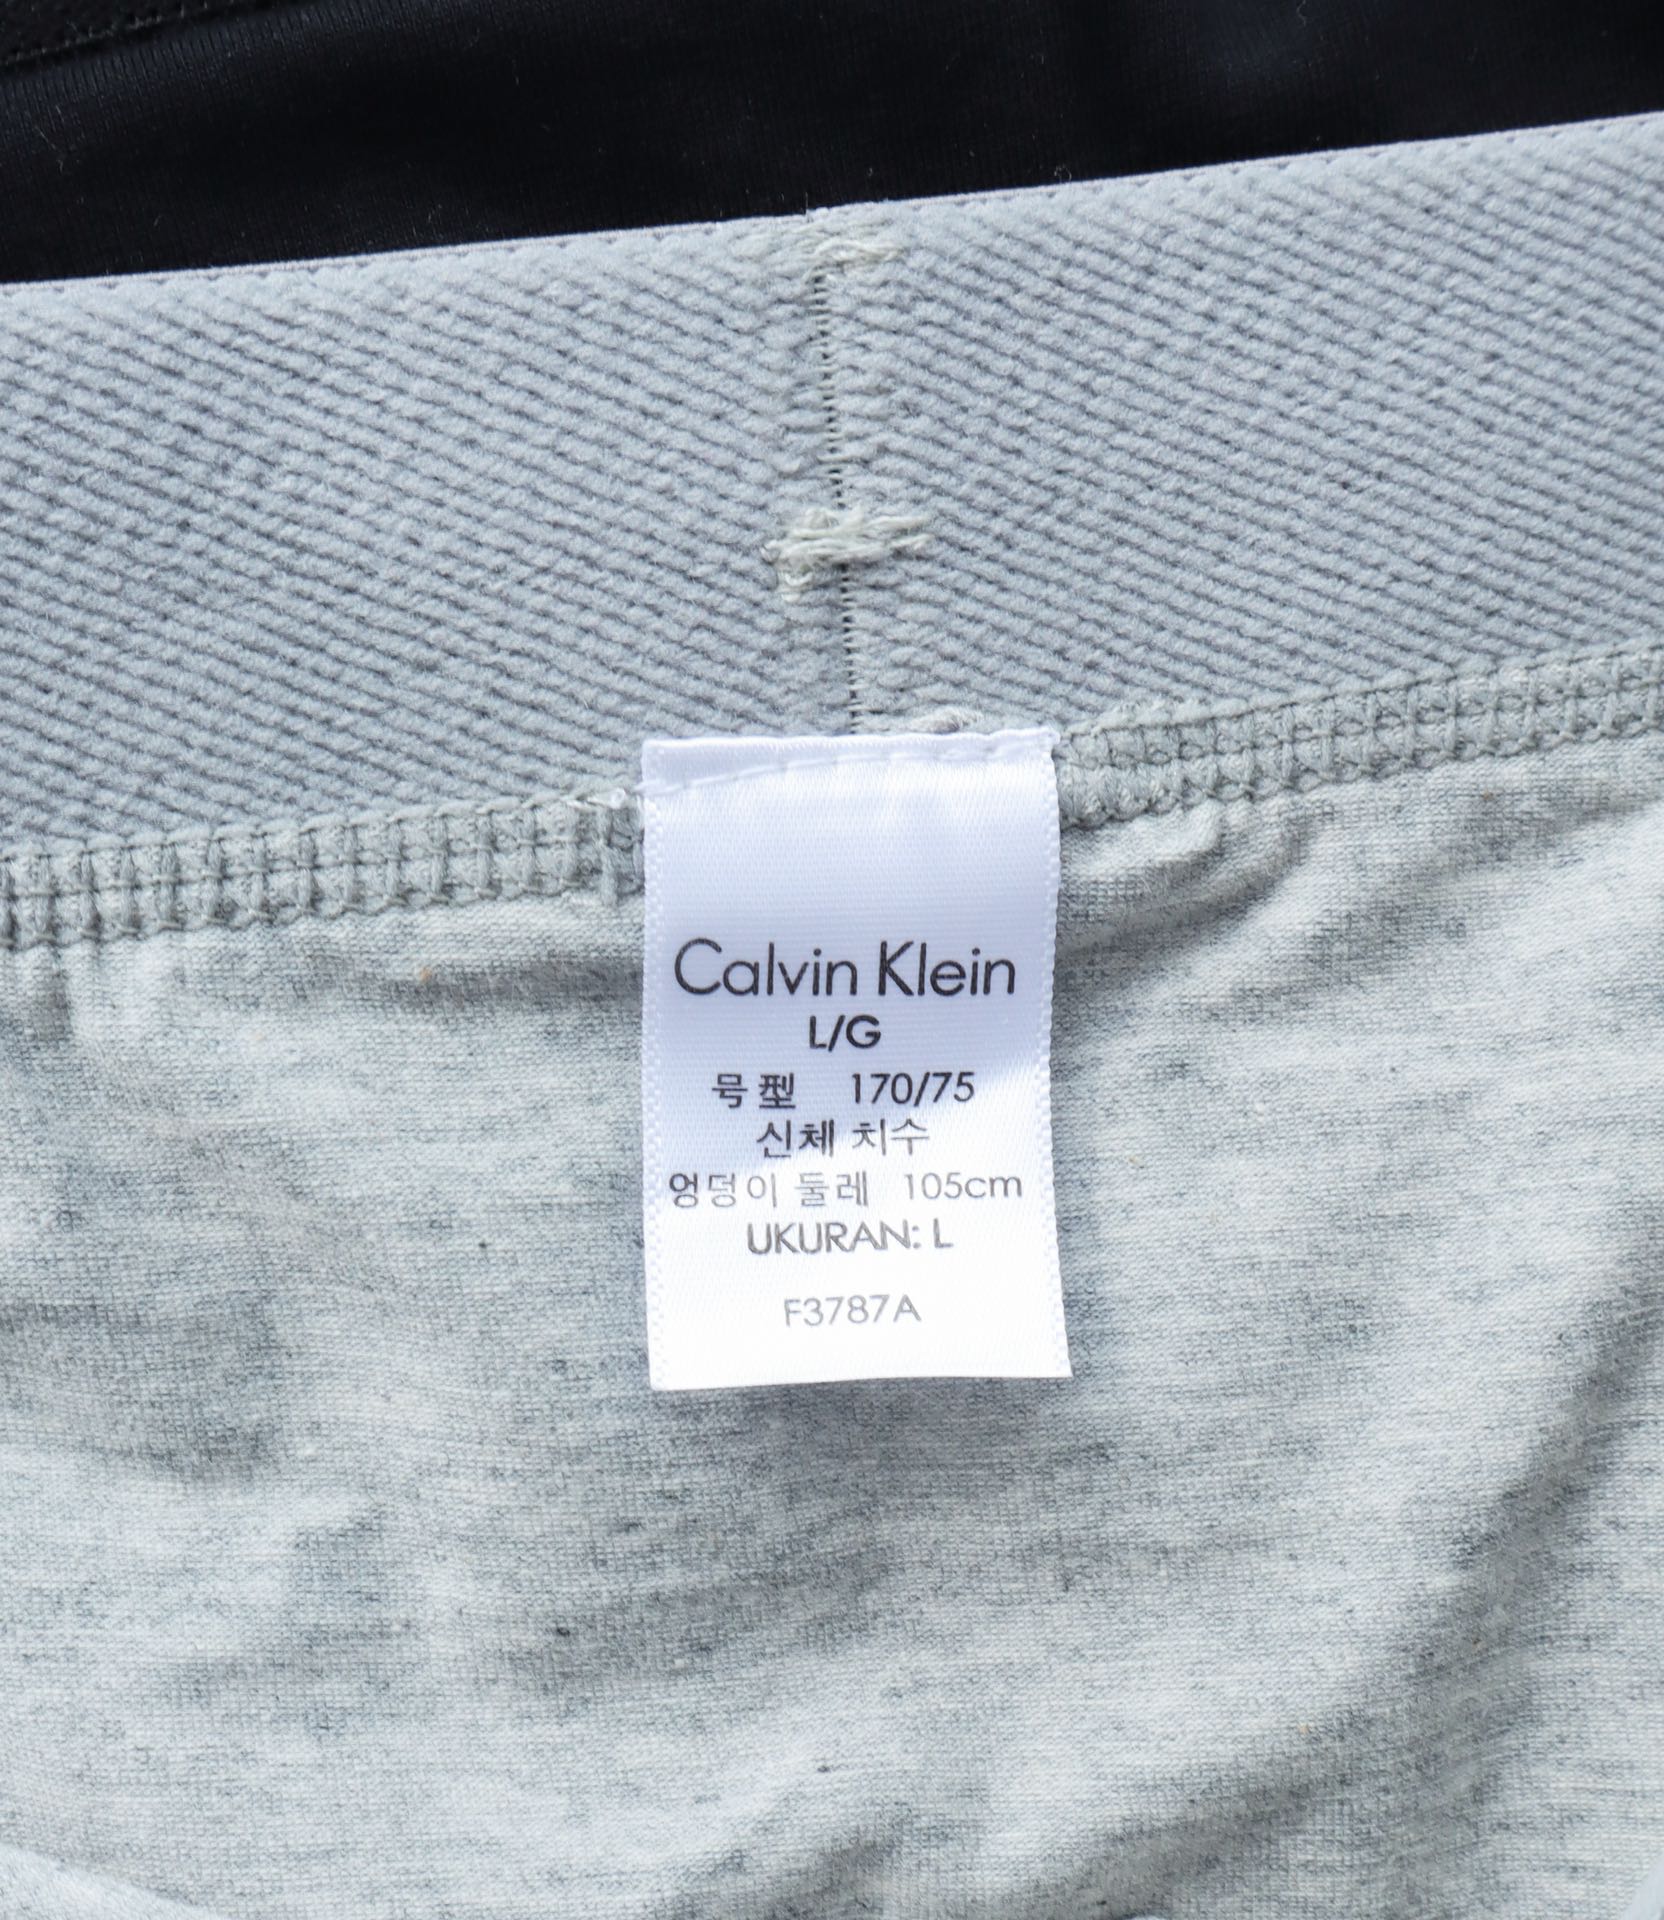 Calvin Klein
L/G
号型 170/75
신체 치수
엉덩이 둘레 105cm
UKURAN: L
F3787A